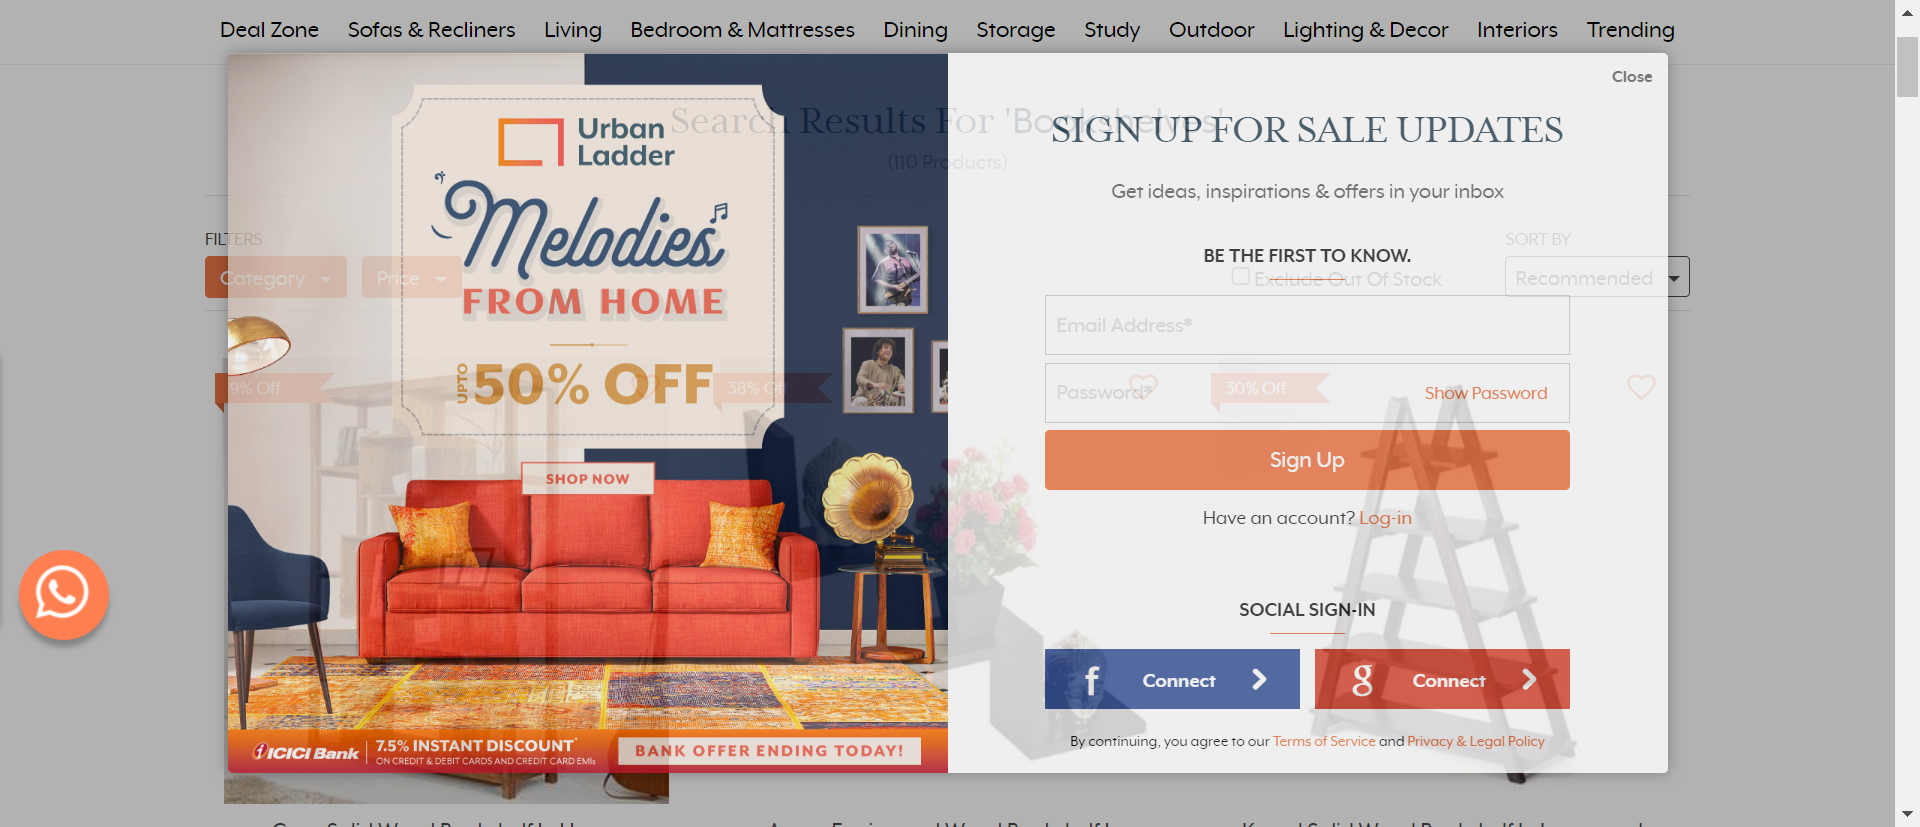 Deal Zone Sofas & Recliners Living Bedroom & Mattresses Dining Storage Study Outdoor Lighting & Decor Interiors Trending
Close
Search Results For 'Bookshelves'
(110 Products)
FILTERS
Category
Price
Exclude Out Of Stock
SORT BY
Recommended
9% Off
38% Off
30% Off
Urban
Ladder
Melodies
FROM HOME
UPTO
50% OFF
SHOP NOW
ICICI Bank
7.5% INSTANT DISCOUNT*
ON CREDIT & DEBIT CARDS AND CREDIT CARD EMIs
BANK OFFER ENDING TODAY!
SIGN UP FOR SALE UPDATES
Get ideas, inspirations & offers in your inbox
BE THE FIRST TO KNOW.
Email Address*
Password*
Show Password
Sign Up
Have an account? Log-in
SOCIAL SIGN-IN
f Connect
g Connect
By continuing, you agree to our Terms of Service and Privacy & Legal Policy